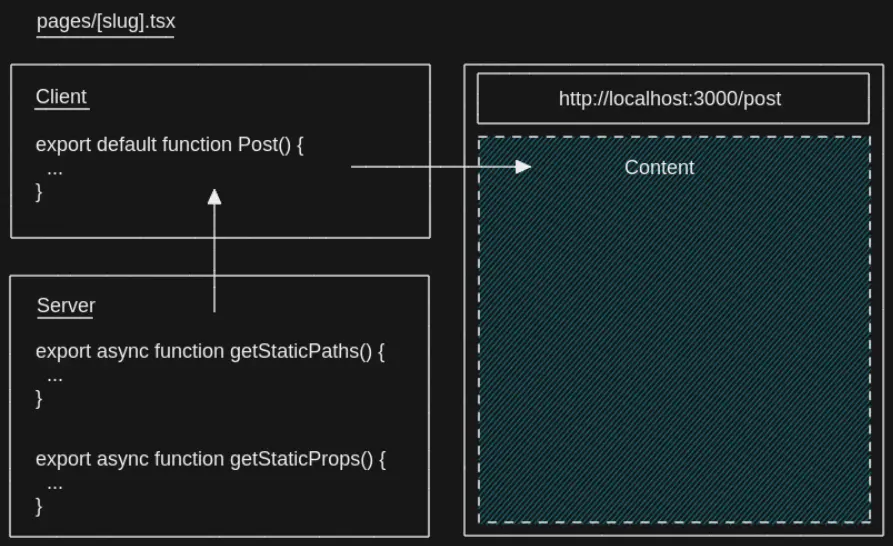 pages/[slug].tsx
Client
export default function Post() {
...
}
Server
export async function getStaticPaths() {
...
}
export async function getStaticProps() {
...
}
http://localhost:3000/post
Content